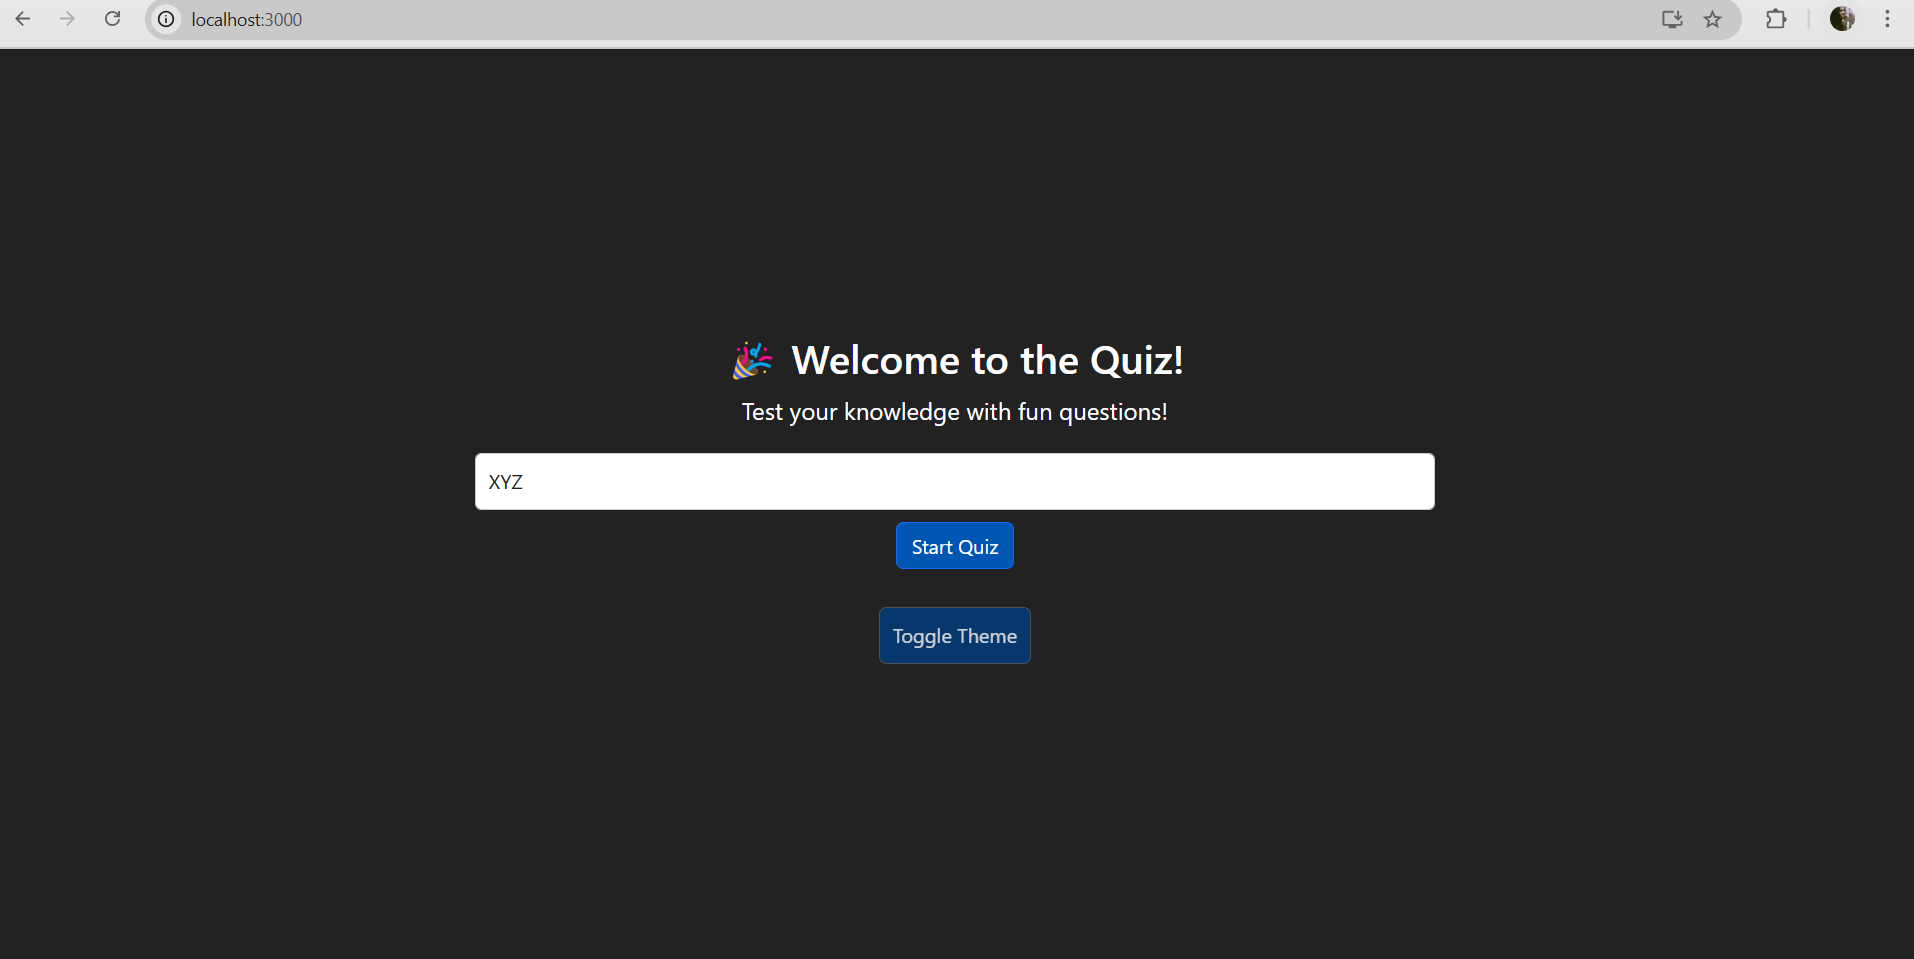 localhost:3000
🎉 Welcome to the Quiz!
Test your knowledge with fun questions!
XYZ
Start Quiz
Toggle Theme